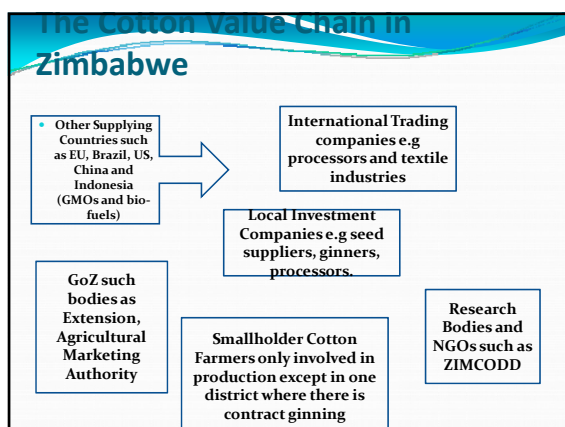 The Cotton Value Chain in
Zimbabwe
• Other Supplying
Countries such
as EU, Brazil, US,
China and
Indonesia
(GMOs and bio-
fuels)
International Trading
companies e.g
processors and textile
industries
Local Investment
Companies e.g seed
suppliers, ginners,
processors.
GoZ such
bodies as
Extension,
Agricultural
Marketing
Authority
Smallholder Cotton
Farmers only involved in
production except in one
district where there is
contract ginning
Research
Bodies and
NGOs such as
ZIMCODD